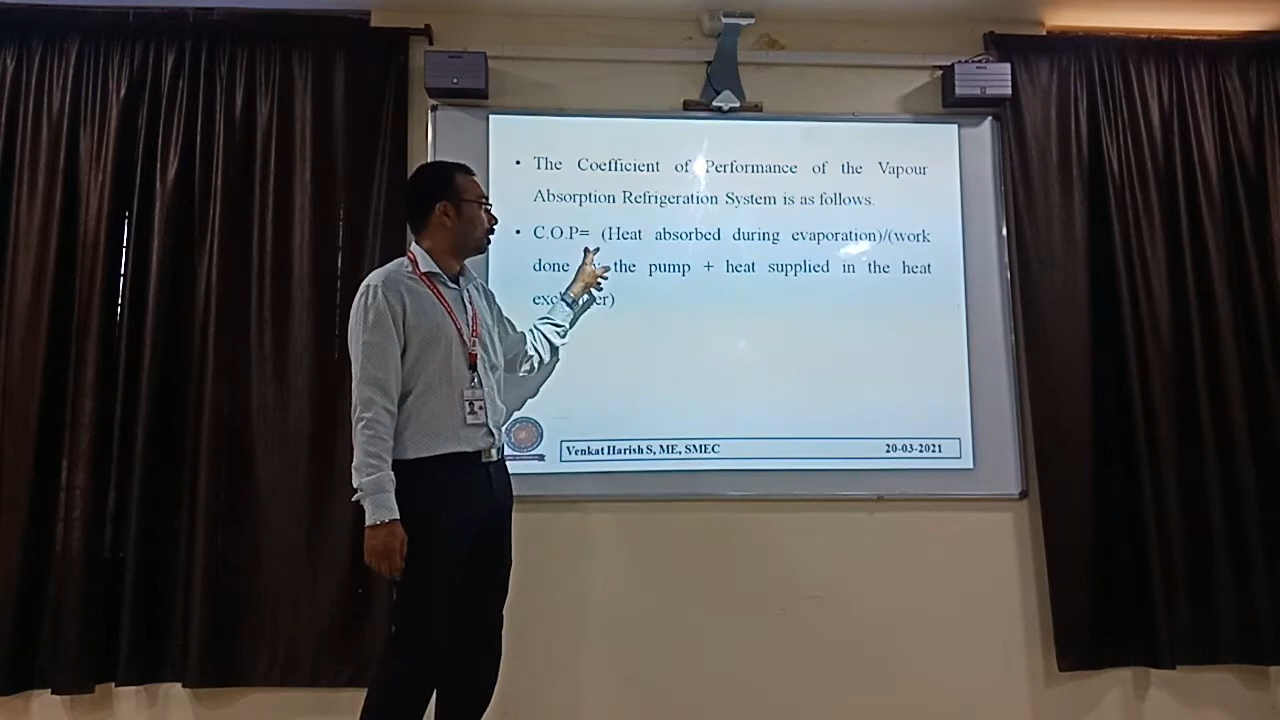 • The Coefficient of Performance of the Vapour
Absorption Refrigeration System is as follows.
• C.O.P= (Heat absorbed during evaporation)/(work
done the pump + heat supplied in the heat
Venkat Harish S, ME, SMEC 20-03-2021